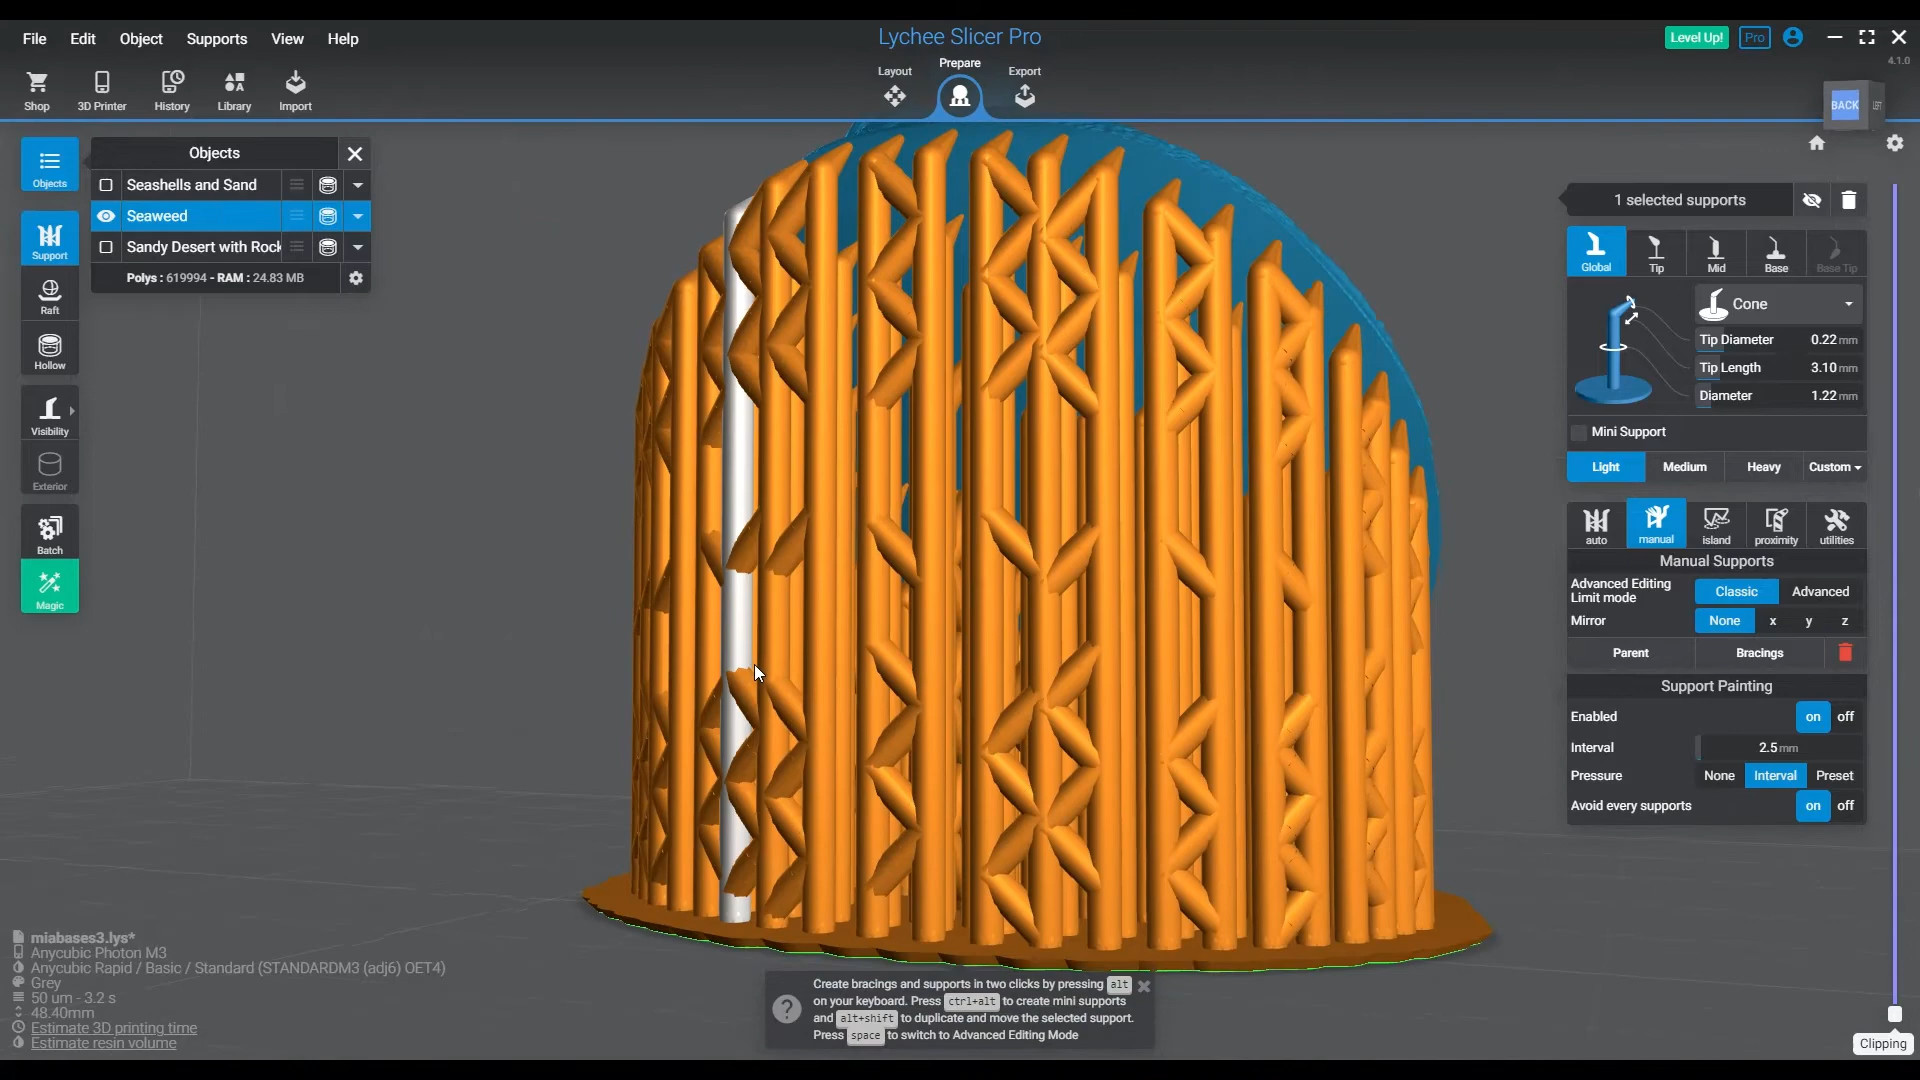 File Edit Object Supports View Help
Lychee Slicer Pro
Level Up! Pro
4.1.0
Shop 3D Printer History Library Import
Layout Prepare Export
BACK
Objects
Seashells and Sand
Seaweed
Sandy Desert with Rock
Polys : 619994 - RAM : 24.83 MB
Objects
Support
Raft
Hollow
Visibility
Exterior
Batch
Magic
1 selected supports
Global Tip Mid Base Base Tip
Cone
Tip Diameter 0.22 mm
Tip Length 3.10 mm
Diameter 1.22 mm
Mini Support
Light Medium Heavy Custom
auto manual island proximity utilities
Manual Supports
Advanced Editing
Limit mode
Classic Advanced
Mirror None x y z
Parent Bracings
Support Painting
Enabled on off
Interval 2.5 mm
Pressure None Interval Preset
Avoid every supports on off
miabases3.lys*
Anycubic Photon M3
Anycubic Rapid / Basic / Standard (STANDARDM3 (adj6) OET4)
Grey
50 um - 3.2 s
48.40mm
Estimate 3D printing time
Estimate resin volume
Create bracings and supports in two clicks by pressing alt
on your keyboard. Press ctrl+alt to create mini supports
and alt+shift to duplicate and move the selected support.
Press space to switch to Advanced Editing Mode
Clipping